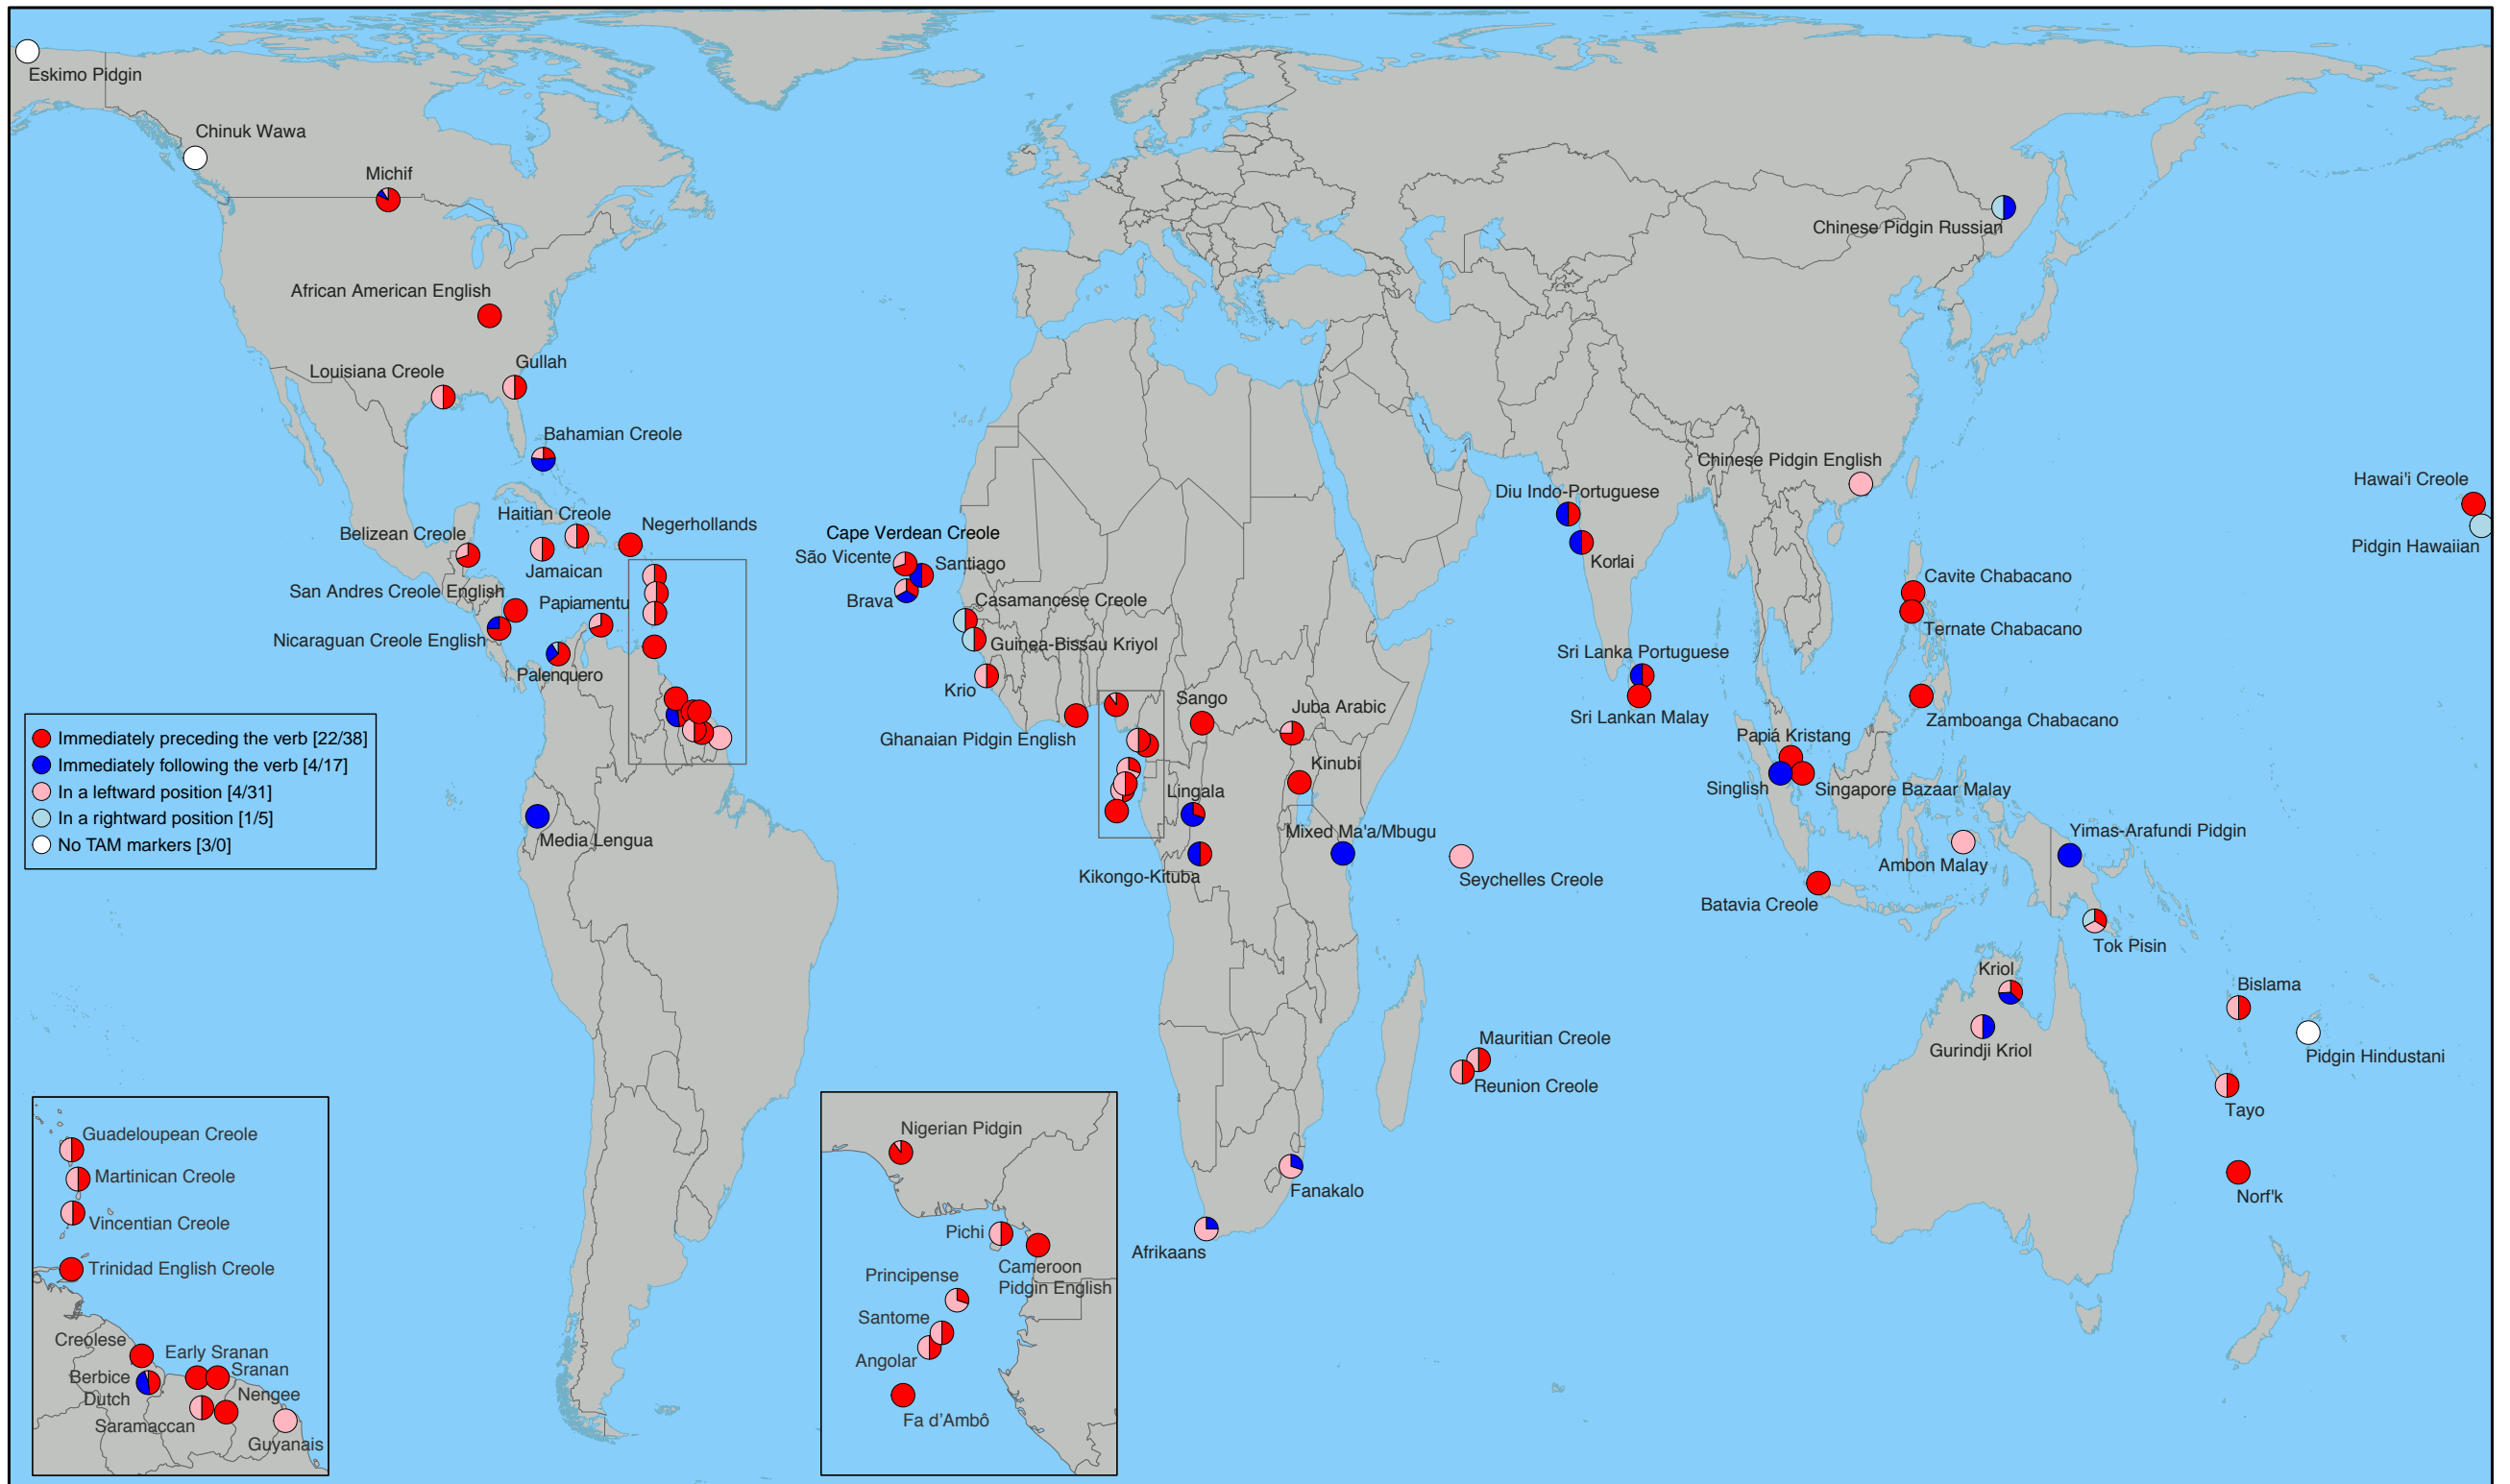 Eskimo Pidgin
Chinuk Wawa
Michif
Chinese Pidgin Russian
African American English
Gullah
Louisiana Creole
Bahamian Creole
Chinese Pidgin English
Hawai'i Creole
Diu Indo-Portuguese
Haitian Creole
Negerhollands
Belizean Creole
Cape Verdean Creole
São Vicente
Santiago
Pidgin Hawaiian
Korlai
Jamaican
Cavite Chabacano
San Andres Creole English
Papiamentu
Brava
Casamancese Creole
Ternate Chabacano
Nicaraguan Creole English
Guinea-Bissau Kriyol
Sri Lanka Portuguese
Palenquero
Krio
Sango
Juba Arabic
Sri Lankan Malay
Zamboanga Chabacano
Ghanaian Pidgin English
Papiá Kristang
Immediately preceding the verb [22/38]
Immediately following the verb [4/17]
In a leftward position [4/31]
In a rightward position [1/5]
No TAM markers [3/0]
Kinubi
Lingala
Singlish
Singapore Bazaar Malay
Media Lengua
Mixed Ma'a/Mbugu
Yimas-Arafundi Pidgin
Ambon Malay
Kikongo-Kituba
Seychelles Creole
Batavia Creole
Tok Pisin
Kriol
Bislama
Mauritian Creole
Gurindji Kriol
Pidgin Hindustani
Reunion Creole
Tayo
Fanakalo
Norf'k
Afrikaans
Guadeloupean Creole
Martinican Creole
Vincentian Creole
Trinidad English Creole
Creolese
Early Sranan
Sranan
Berbice
Dutch
Nengee
Saramaccan
Guyanais
Nigerian Pidgin
Pichi
Cameroon
Pidgin English
Principense
Santome
Angolar
Fa d’Ambô